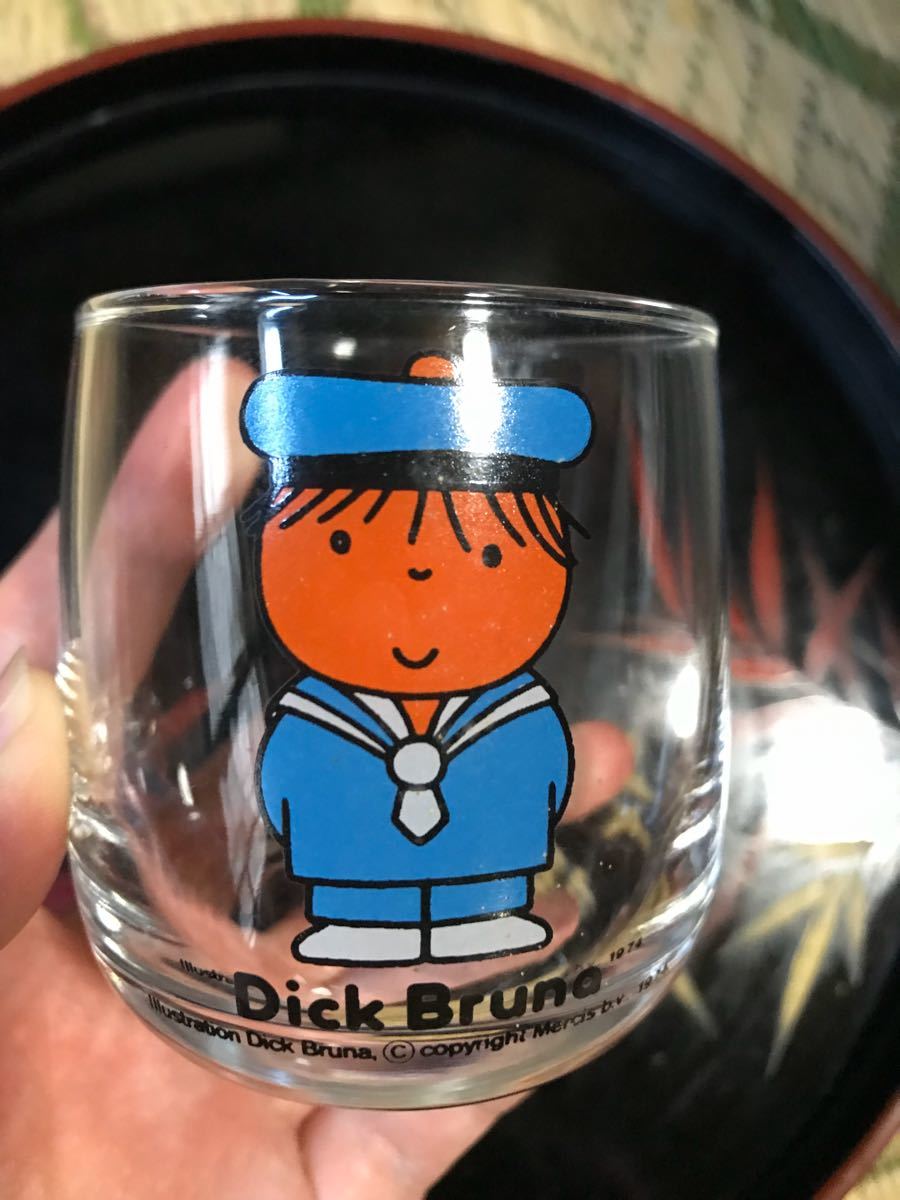 Dick Bruna
Illustration Dick Bruna, © copyright Mercis b.v. 1974